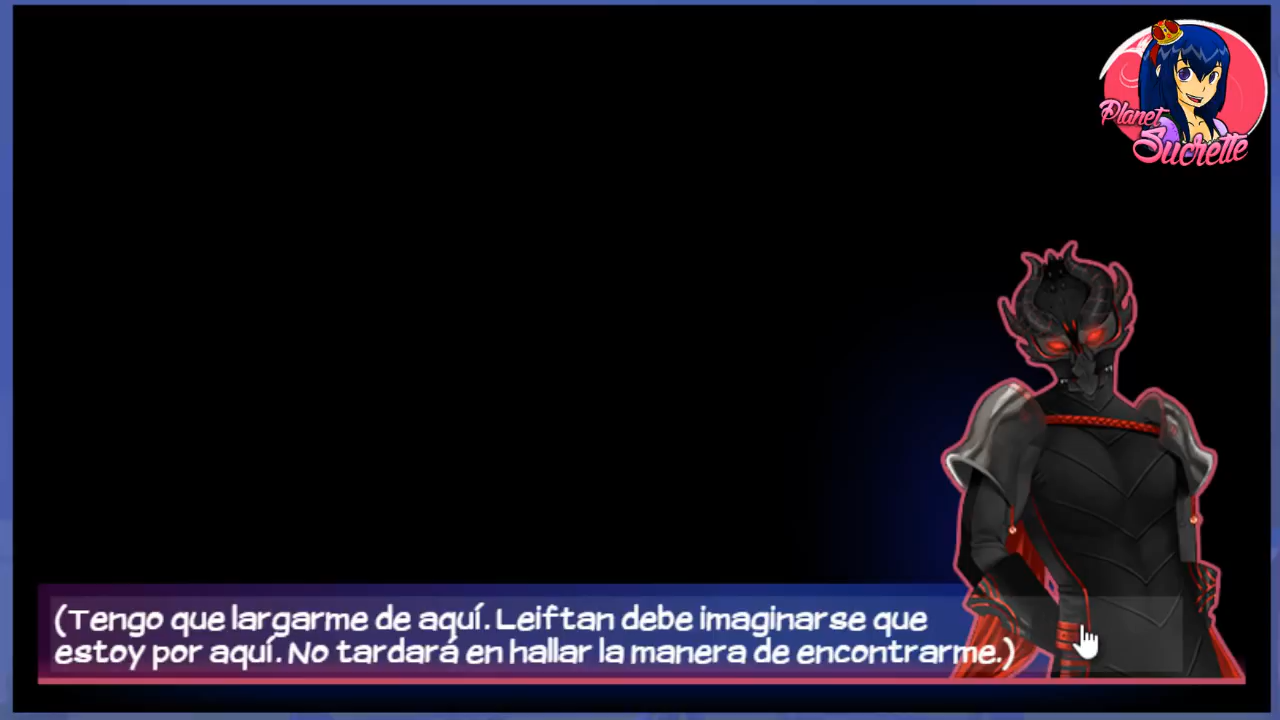 Planet
Sucrette
(Tengo que largarme de aquí. Leiftan debe imaginarse que
estoy por aquí. No tardará en hallar la manera de encontrarme.)